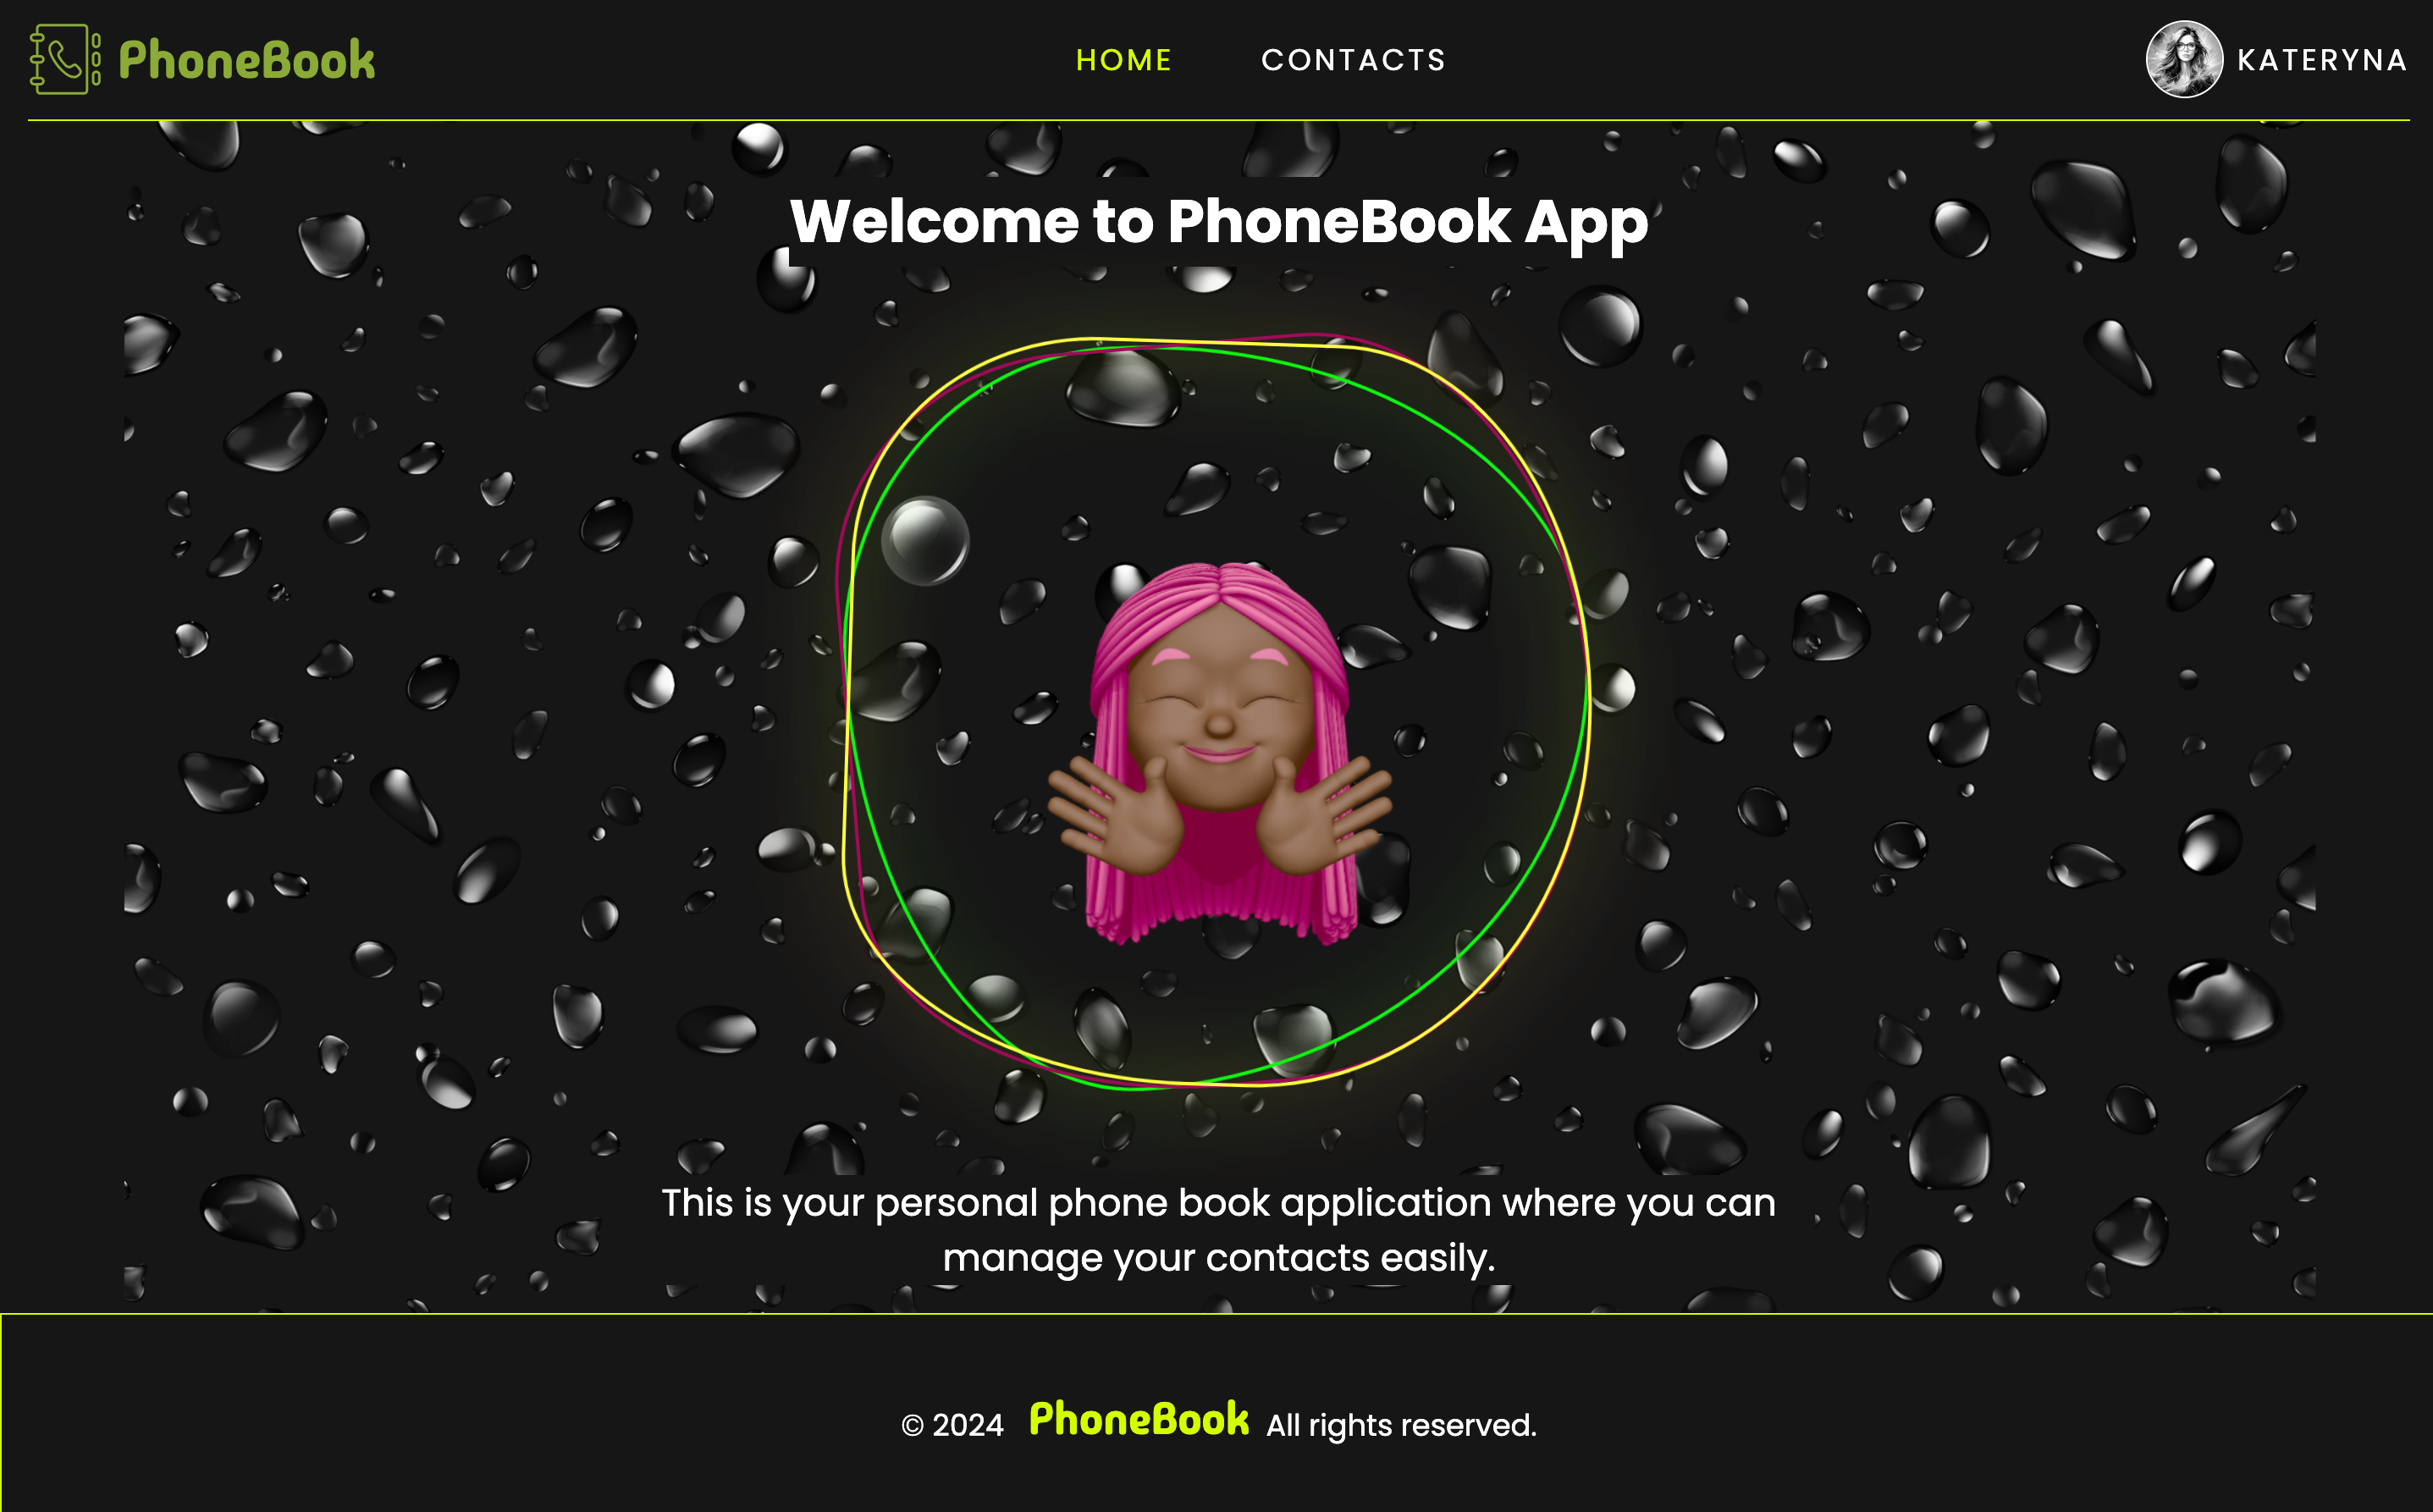 PhoneBook
HOME
CONTACTS
KATERYNA
Welcome to PhoneBook App
This is your personal phone book application where you can
manage your contacts easily.
© 2024 PhoneBook All rights reserved.